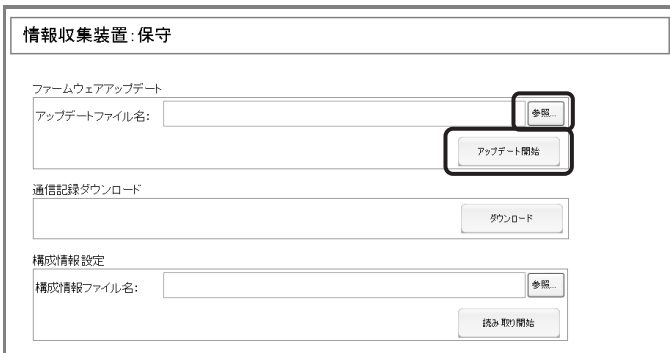 情報収集装置:保守
ファームウェアアップデート
アップデートファイル名:
参照...
アップデート開始
通信記録ダウンロード
ダウンロード
構成情報設定
構成情報ファイル名:
参照...
読み取り開始